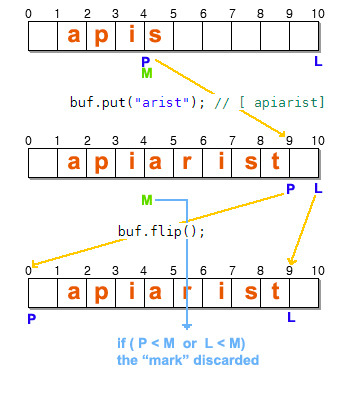 0 1 2 3 4 5 6 7 8 9 10
a p i s
P L
M
buf.put("arist"); // [ apiarist]
0 1 2 3 4 5 6 7 8 9 10
a p i a r i s t
P L
M
buf.flip();
0 1 2 3 4 5 6 7 8 9 10
a p i a r i s t
P L
if ( P < M or L < M)
the “mark” discarded